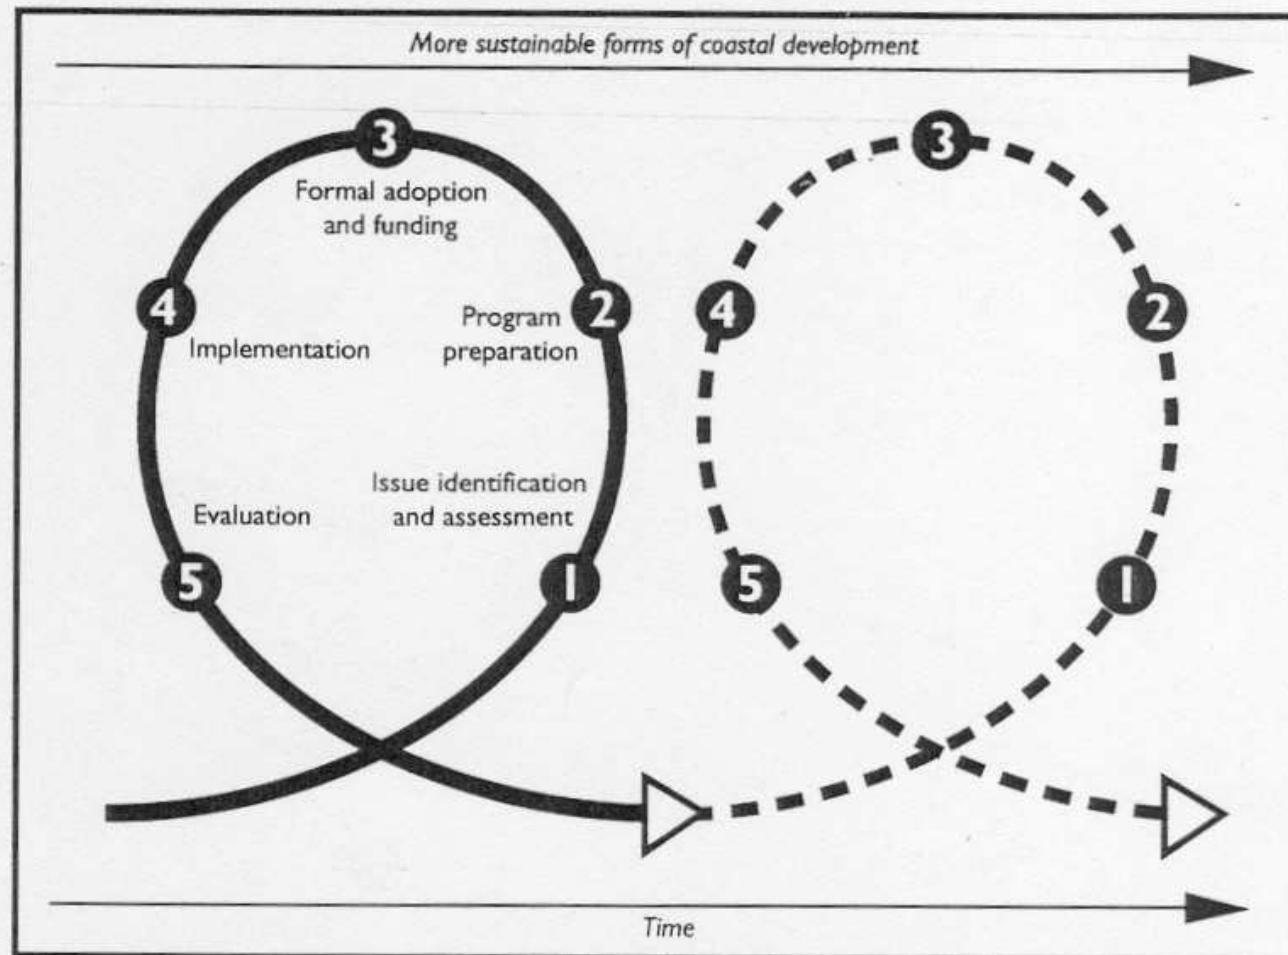 More sustainable forms of coastal development
3
Formal adoption
and funding
4
Implementation
2
Program
preparation
Issue identification
and assessment
Evaluation
5
1
3
4
2
5
1
Time